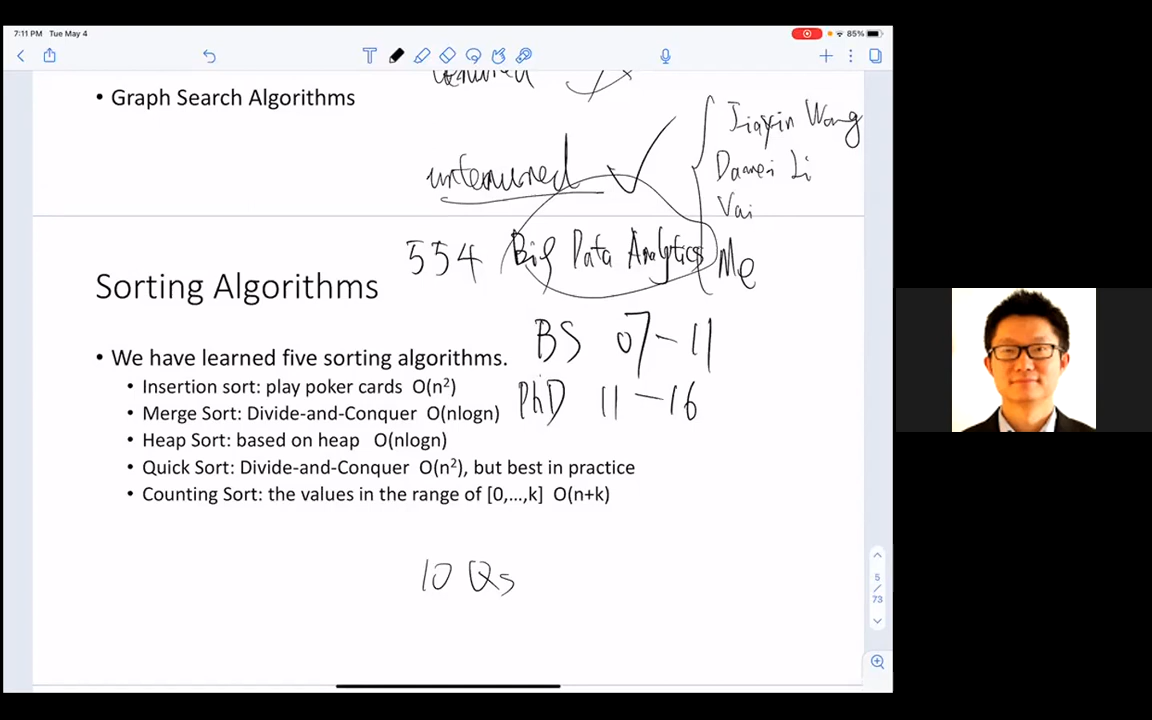 7:11 PM Tue May 4
85%
• Graph Search Algorithms
untenured
Damei Li
Vai
Me
554 Big Data Analytics
Sorting Algorithms
BS 07-11
PhD 11-16
• We have learned five sorting algorithms.
• Insertion sort: play poker cards O(n²)
• Merge Sort: Divide-and-Conquer O(nlogn)
• Heap Sort: based on heap O(nlogn)
• Quick Sort: Divide-and-Conquer O(n²), but best in practice
• Counting Sort: the values in the range of [0,...,k] O(n+k)
10 Qs
5
/
73